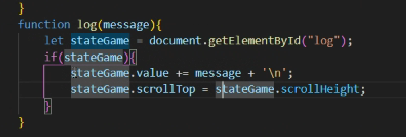 }
function log(message){
let stateGame = document.getElementById("log");
if(stateGame){
stateGame.value += message + '\n';
stateGame.scrollTop = stateGame.scrollHeight;
}
}